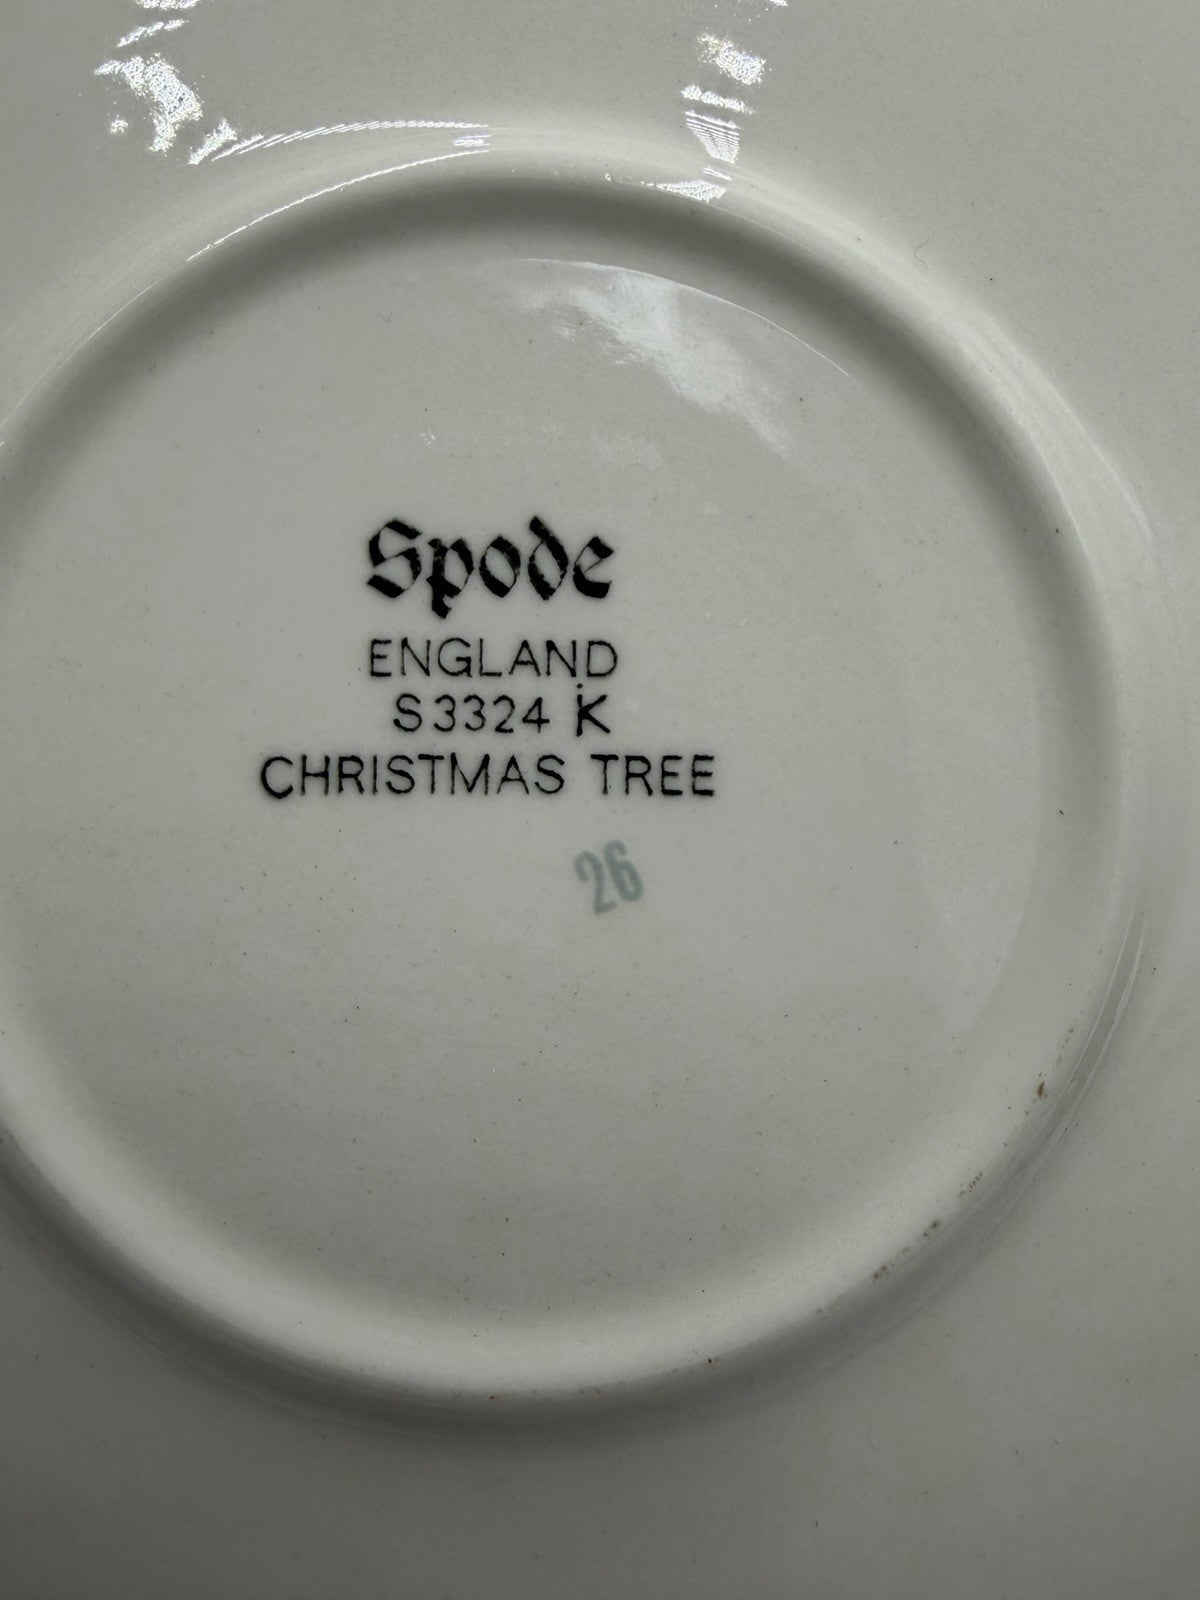 Spode
ENGLAND
S3324 K
CHRISTMAS TREE
26